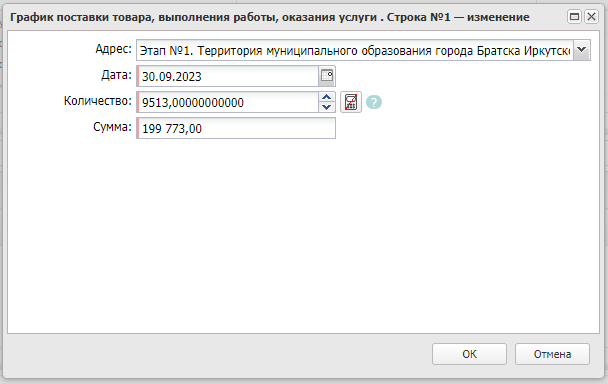 График поставки товара, выполнения работы, оказания услуги . Строка №1 — изменение
Адрес: Этап №1. Территория муниципального образования города Братска Иркутско
Дата: 30.09.2023
Количество: 9513,00000000000 ?
Сумма: 199 773,00
ОК Отмена